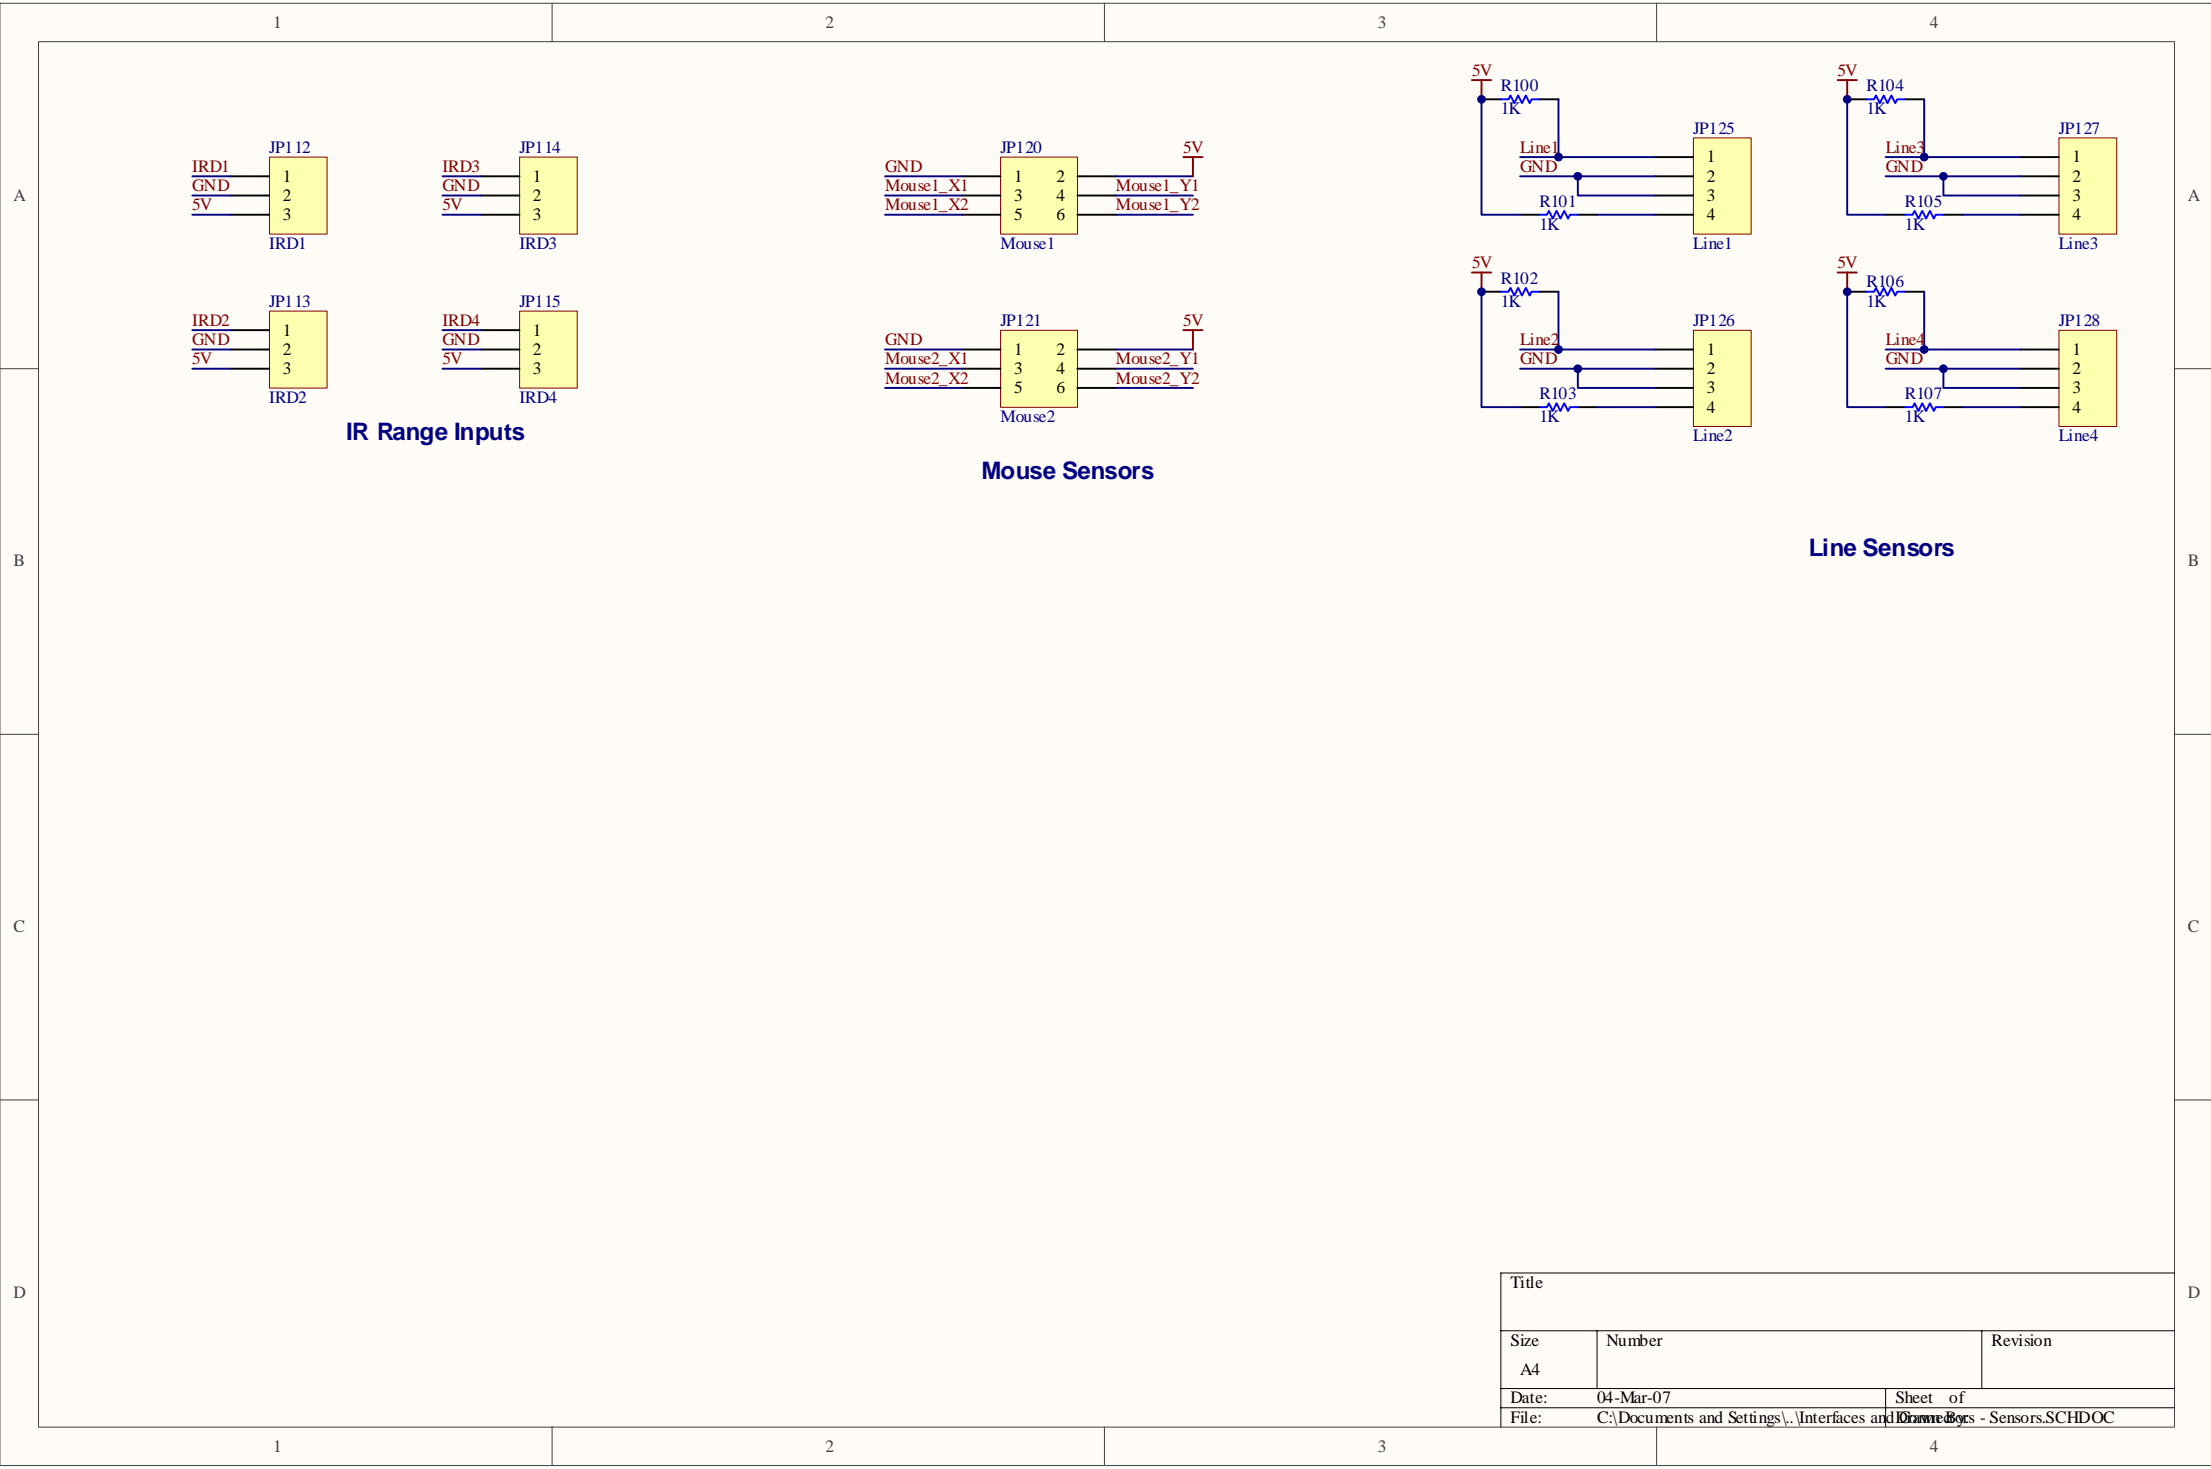 1 2 3 4
A
B
C
D
JP112
IRD1
GND
5V
1
2
3
IRD1
JP114
IRD3
GND
5V
1
2
3
IRD3
JP113
IRD2
GND
5V
1
2
3
IRD2
JP115
IRD4
GND
5V
1
2
3
IRD4
IR Range Inputs
JP120
5V
GND
Mouse1_X1
Mouse1_X2
1 2
3 4
5 6
Mouse1_Y1
Mouse1_Y2
Mouse1
JP121
5V
GND
Mouse2_X1
Mouse2_X2
1 2
3 4
5 6
Mouse2_Y1
Mouse2_Y2
Mouse2
Mouse Sensors
5V
R100
1K
JP125
Line1
GND
R101
1K
1
2
3
4
Line1
5V
R104
1K
JP127
Line3
GND
R105
1K
1
2
3
4
Line3
5V
R102
1K
JP126
Line2
GND
R103
1K
1
2
3
4
Line2
5V
R106
1K
JP128
Line4
GND
R107
1K
1
2
3
4
Line4
Line Sensors
A
B
C
D
Title
Size
A4
Number
Revision
Date: 04-Mar-07
Sheet of
File: C:\Documents and Settings\..\Interfaces and Connectors - Sensors.SCHDOC
Drawn By:
1 2 3 4